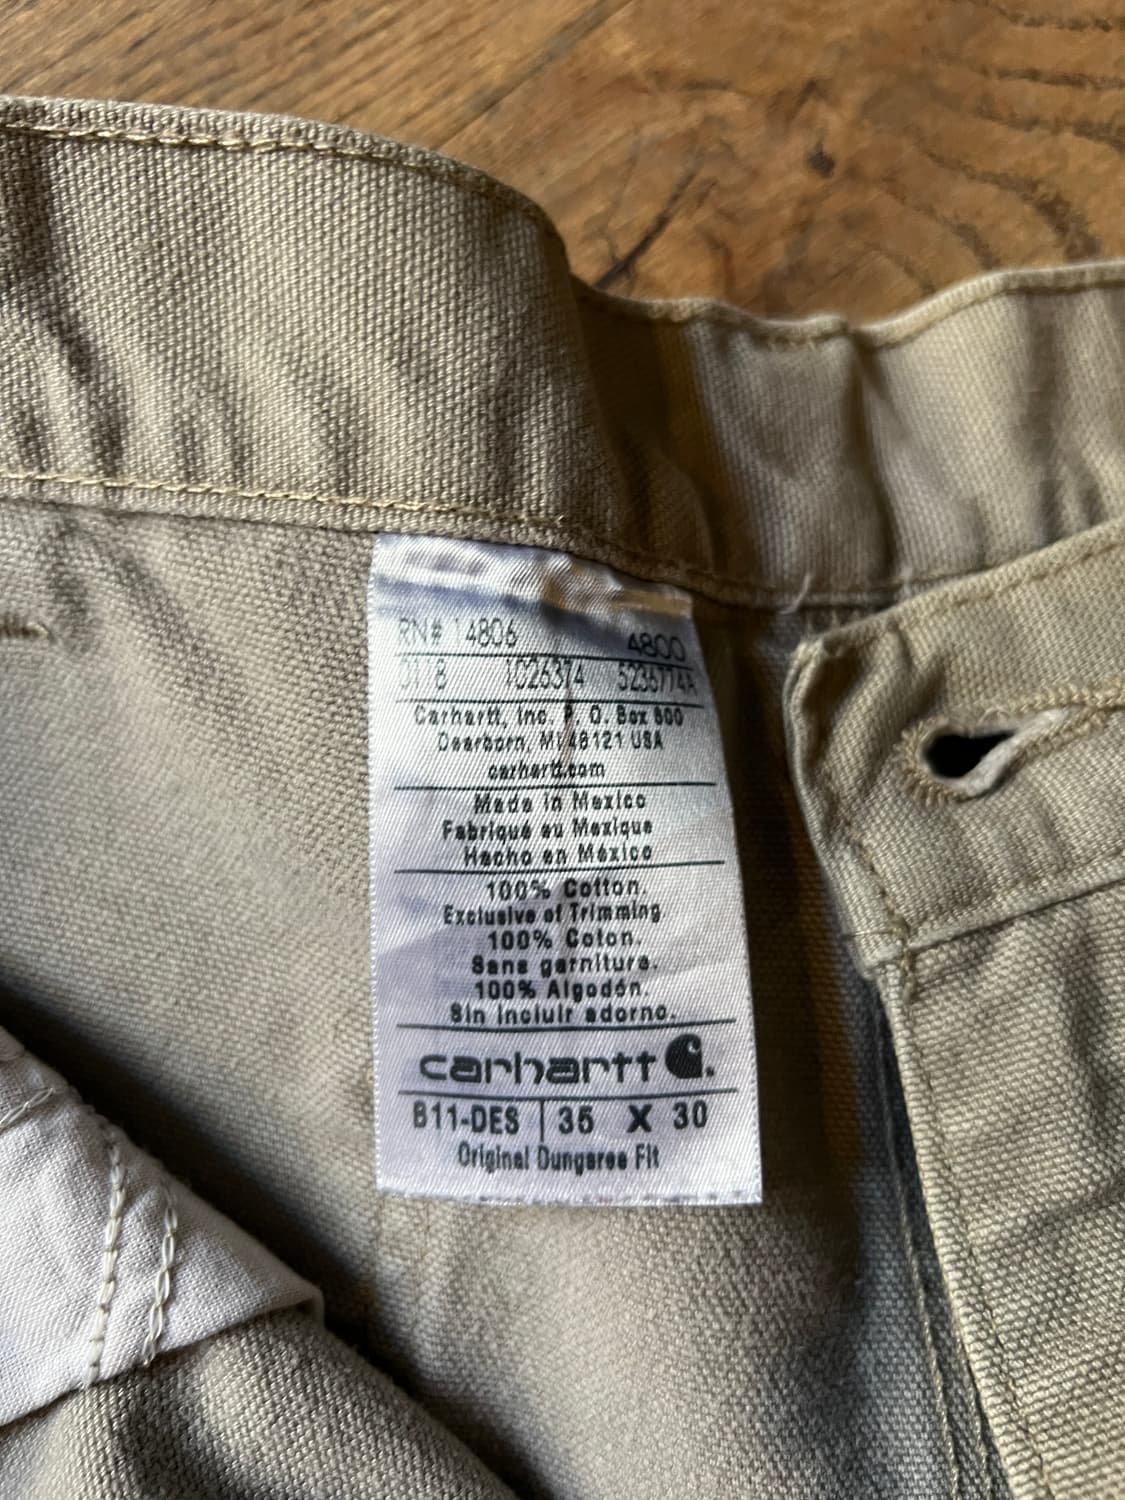 RN# 14806 4800
0118 1026374 5236774A
Carhartt, Inc. P. O. Box 600
Dearborn, MI 48121 USA
carhartt.com
Made in Mexico
Fabriqué au Mexique
Hecho en México
100% Cotton.
Exclusive of Trimming
100% Coton.
Sans garniture.
100% Algodón.
Sin incluir adorno.
carhartt
B11-DES | 35 X 30
Original Dungaree Fit